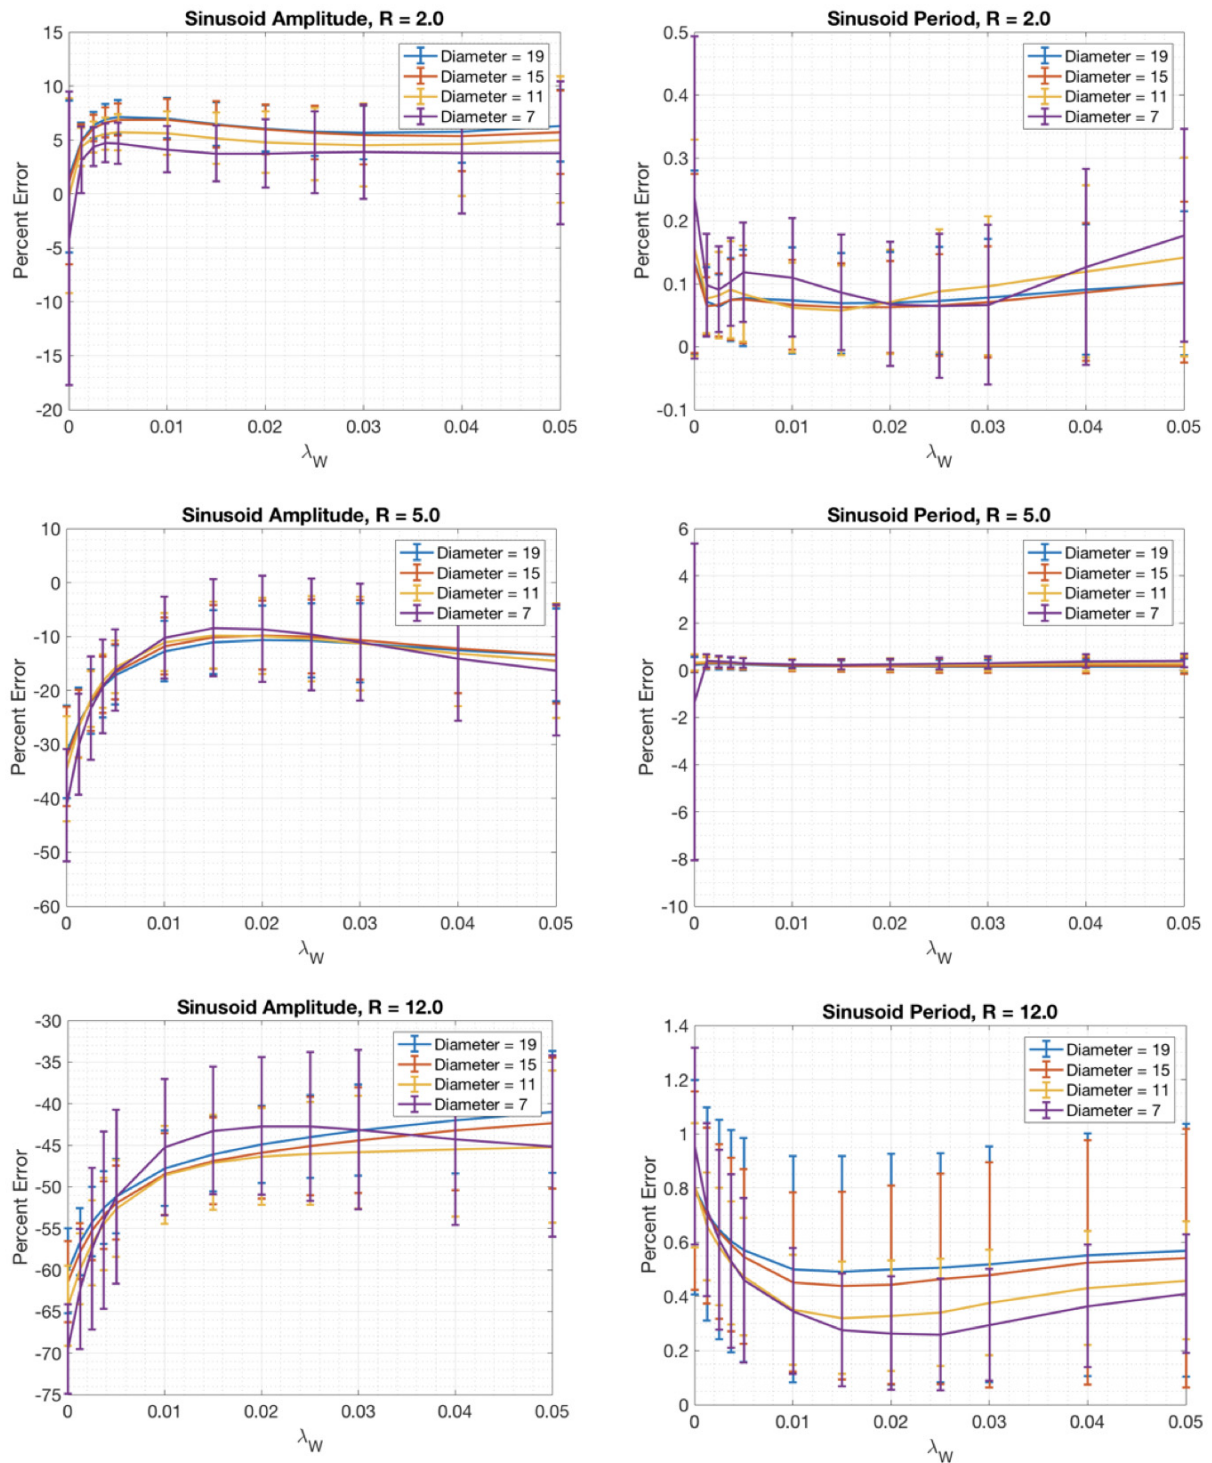 Sinusoid Amplitude, R = 2.0
15
10
5
0
-5
-10
-15
-20
Percent Error
0 0.01 0.02 0.03 0.04 0.05
λW
Diameter = 19
Diameter = 15
Diameter = 11
Diameter = 7
Sinusoid Period, R = 2.0
0.5
0.4
0.3
0.2
0.1
0
-0.1
Percent Error
0 0.01 0.02 0.03 0.04 0.05
λW
Diameter = 19
Diameter = 15
Diameter = 11
Diameter = 7
Sinusoid Amplitude, R = 5.0
10
0
-10
-20
-30
-40
-50
-60
Percent Error
0 0.01 0.02 0.03 0.04 0.05
λW
Diameter = 19
Diameter = 15
Diameter = 11
Diameter = 7
Sinusoid Period, R = 5.0
6
4
2
0
-2
-4
-6
-8
-10
Percent Error
0 0.01 0.02 0.03 0.04 0.05
λW
Diameter = 19
Diameter = 15
Diameter = 11
Diameter = 7
Sinusoid Amplitude, R = 12.0
-30
-35
-40
-45
-50
-55
-60
-65
-70
-75
Percent Error
0 0.01 0.02 0.03 0.04 0.05
λW
Diameter = 19
Diameter = 15
Diameter = 11
Diameter = 7
Sinusoid Period, R = 12.0
1.4
1.2
1
0.8
0.6
0.4
0.2
0
Percent Error
0 0.01 0.02 0.03 0.04 0.05
λW
Diameter = 19
Diameter = 15
Diameter = 11
Diameter = 7